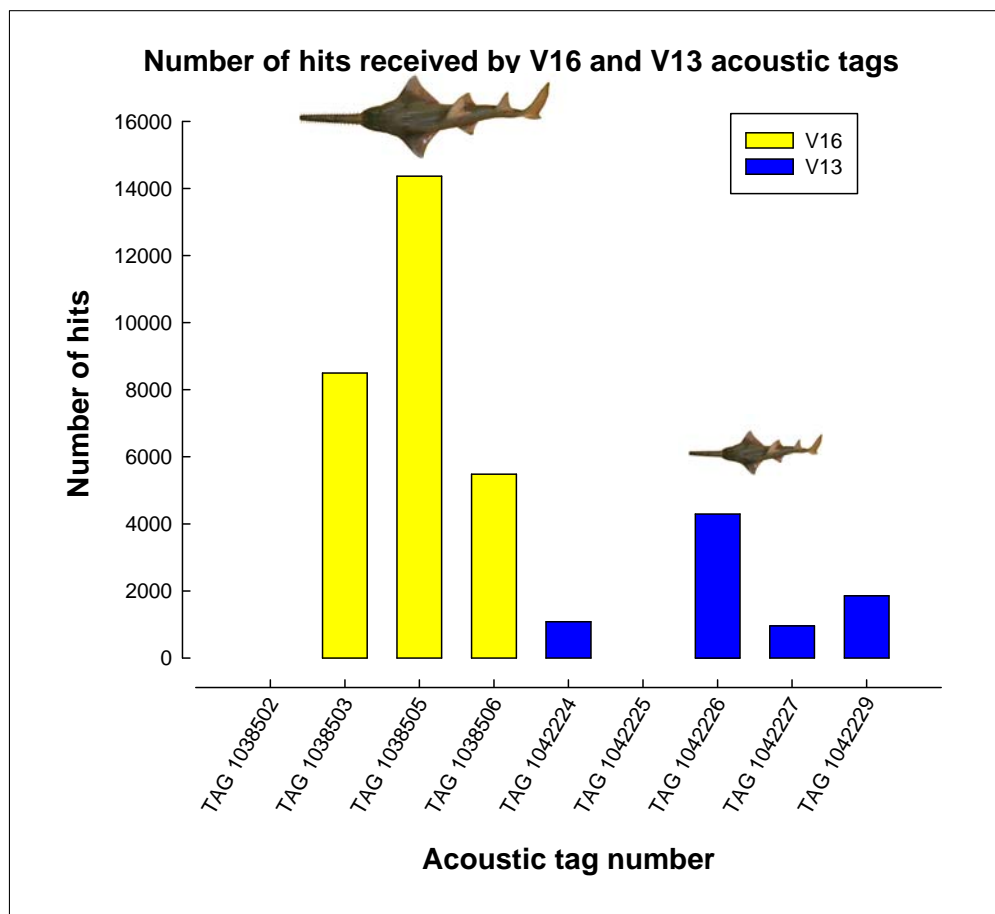 Number of hits received by V16 and V13 acoustic tags
16000
14000
12000
10000
8000
6000
4000
2000
0
Number of hits
V16
V13
TAG 1038502
TAG 1038503
TAG 1038505
TAG 1038506
TAG 1042224
TAG 1042225
TAG 1042226
TAG 1042227
TAG 1042229
Acoustic tag number